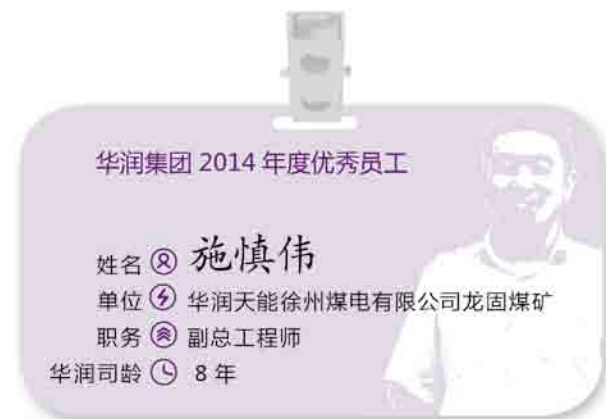 华润集团 2014 年度优秀员工
姓名 施慎伟
单位 华润天能徐州煤电有限公司龙固煤矿
职务 副总工程师
华润司龄 8 年